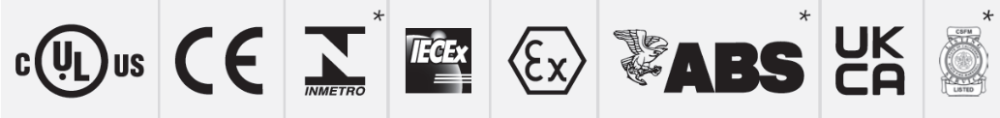 c UL US
CE
INMETRO *
IECEx
Ex
ABS *
UK
CA
*
CSFM
LISTED